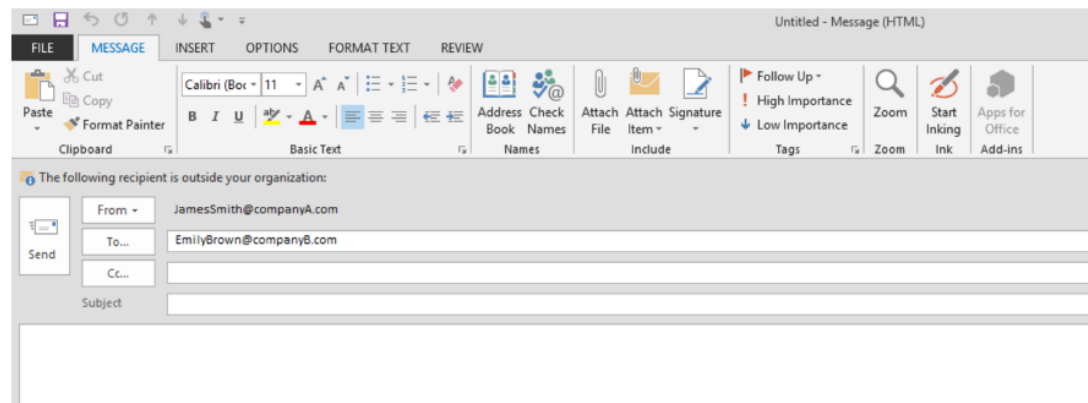 Untitled - Message (HTML)
FILE MESSAGE INSERT OPTIONS FORMAT TEXT REVIEW
Paste
Cut
Copy
Format Painter
Clipboard
Calibri (Boc 11
B I U
Basic Text
Address Book
Check Names
Names
Attach File
Attach Item
Signature
Include
Follow Up
High Importance
Low Importance
Tags
Zoom
Zoom
Start Inking
Ink
Apps for Office
Add-ins
The following recipient is outside your organization:
Send
From JamesSmith@companyA.com
To... EmilyBrown@companyB.com
Cc...
Subject